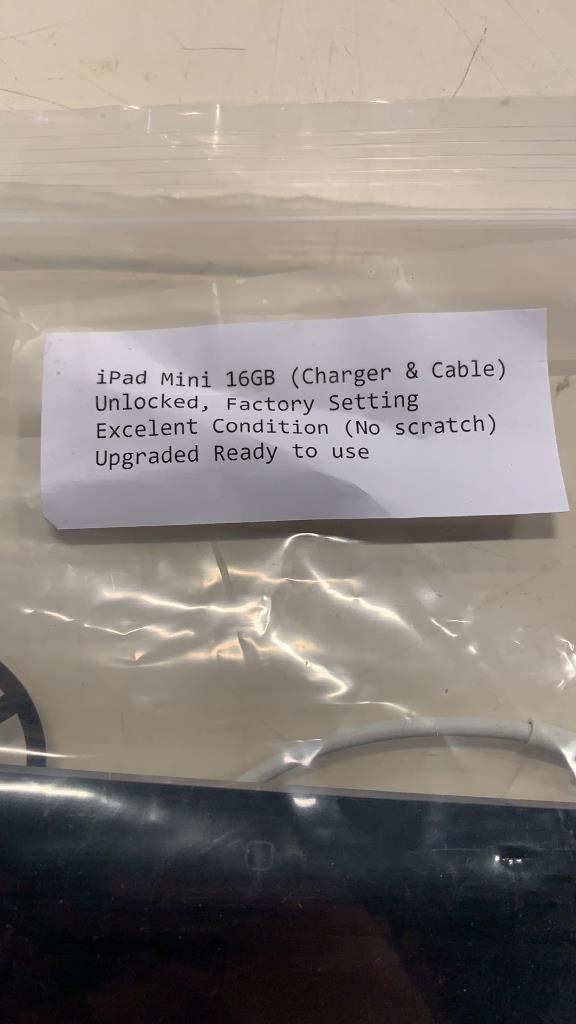 iPad Mini 16GB (Charger & Cable)
Unlocked, Factory Setting
Excelent Condition (No scratch)
Upgraded Ready to use